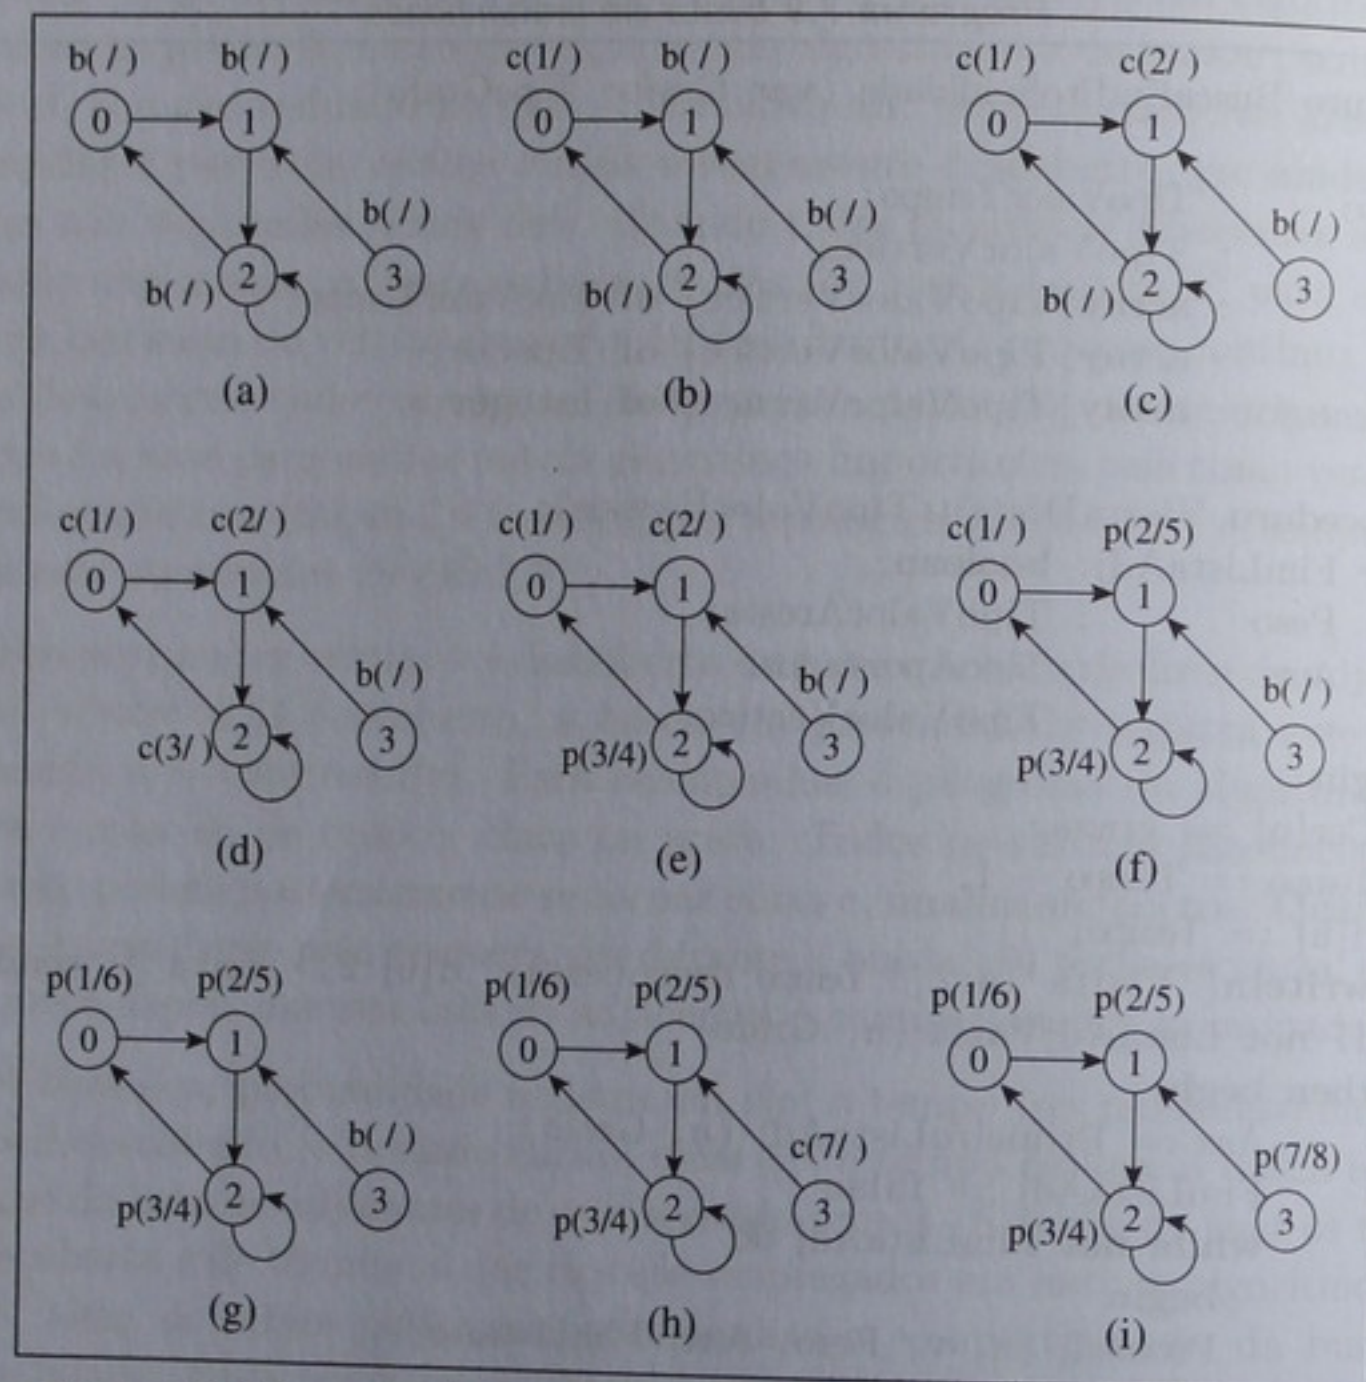 b( / ) b( / ) c(1/ ) b( / ) c(1/ ) c(2/ )
0 1 0 1 0 1
b( / ) b( / ) b( / )
b( / ) 2 3 b( / ) 2 3 b( / ) 2 3
(a) (b) (c)
c(1/ ) c(2/ ) c(1/ ) c(2/ ) c(1/ ) p(2/5)
0 1 0 1 0 1
b( / ) b( / ) b( / )
c(3/ ) 2 3 p(3/4) 2 3 p(3/4) 2 3
(d) (e) (f)
p(1/6) p(2/5) p(1/6) p(2/5) p(1/6) p(2/5)
0 1 0 1 0 1
b( / ) c(7/ ) p(7/8)
p(3/4) 2 3 p(3/4) 2 3 p(3/4) 2 3
(g) (h) (i)